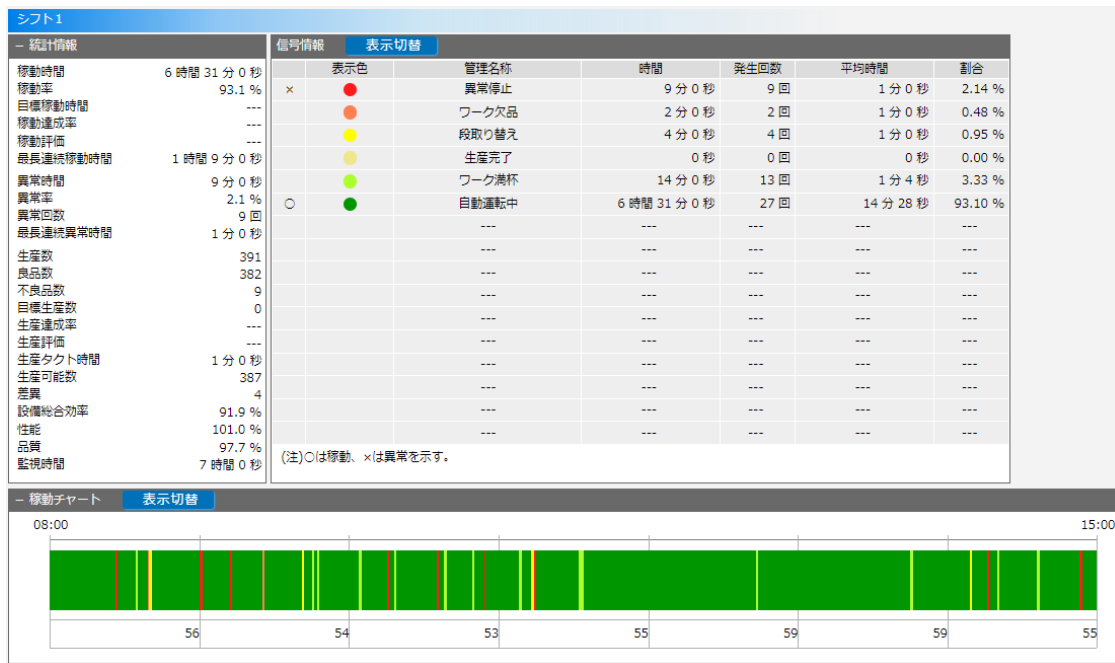 シフト1
− 統計情報
稼動時間 6 時間 31 分 0 秒
稼動率 93.1 %
目標稼動時間 ---
稼動達成率 ---
稼動評価 ---
最長連続稼動時間 1 時間 9 分 0 秒
異常時間 9 分 0 秒
異常率 2.1 %
異常回数 9 回
最長連続異常時間 1 分 0 秒
生産数 391
良品数 382
不良品数 9
目標生産数 0
生産達成率 ---
生産評価 ---
生産タクト時間 1 分 0 秒
生産可能数 387
差異 4
設備総合効率 91.9 %
性能 101.0 %
品質 97.7 %
監視時間 7 時間 0 秒
信号情報 表示切替
表示色 管理名称 時間 発生回数 平均時間 割合
× 異常停止 9 分 0 秒 9 回 1 分 0 秒 2.14 %
ワーク欠品 2 分 0 秒 2 回 1 分 0 秒 0.48 %
段取り替え 4 分 0 秒 4 回 1 分 0 秒 0.95 %
生産完了 0 秒 0 回 0 秒 0.00 %
ワーク満杯 14 分 0 秒 13 回 1 分 4 秒 3.33 %
○ 自動運転中 6 時間 31 分 0 秒 27 回 14 分 28 秒 93.10 %
--- --- --- --- ---
--- --- --- --- ---
--- --- --- --- ---
--- --- --- --- ---
--- --- --- --- ---
--- --- --- --- ---
--- --- --- --- ---
--- --- --- --- ---
--- --- --- --- ---
--- --- --- --- ---
(注)○は稼動、×は異常を示す。
− 稼動チャート 表示切替
08:00 15:00
56 54 53 55 59 59 55